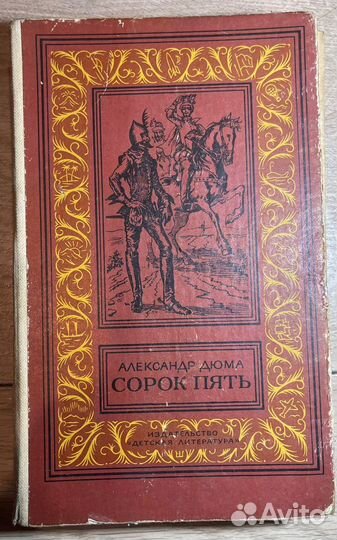 АЛЕКСАНДР ДЮМА
СОРОК ПЯТЬ
ИЗДАТЕЛЬСТВО
«ДЕТСКАЯ ЛИТЕРАТУРА»
Avito